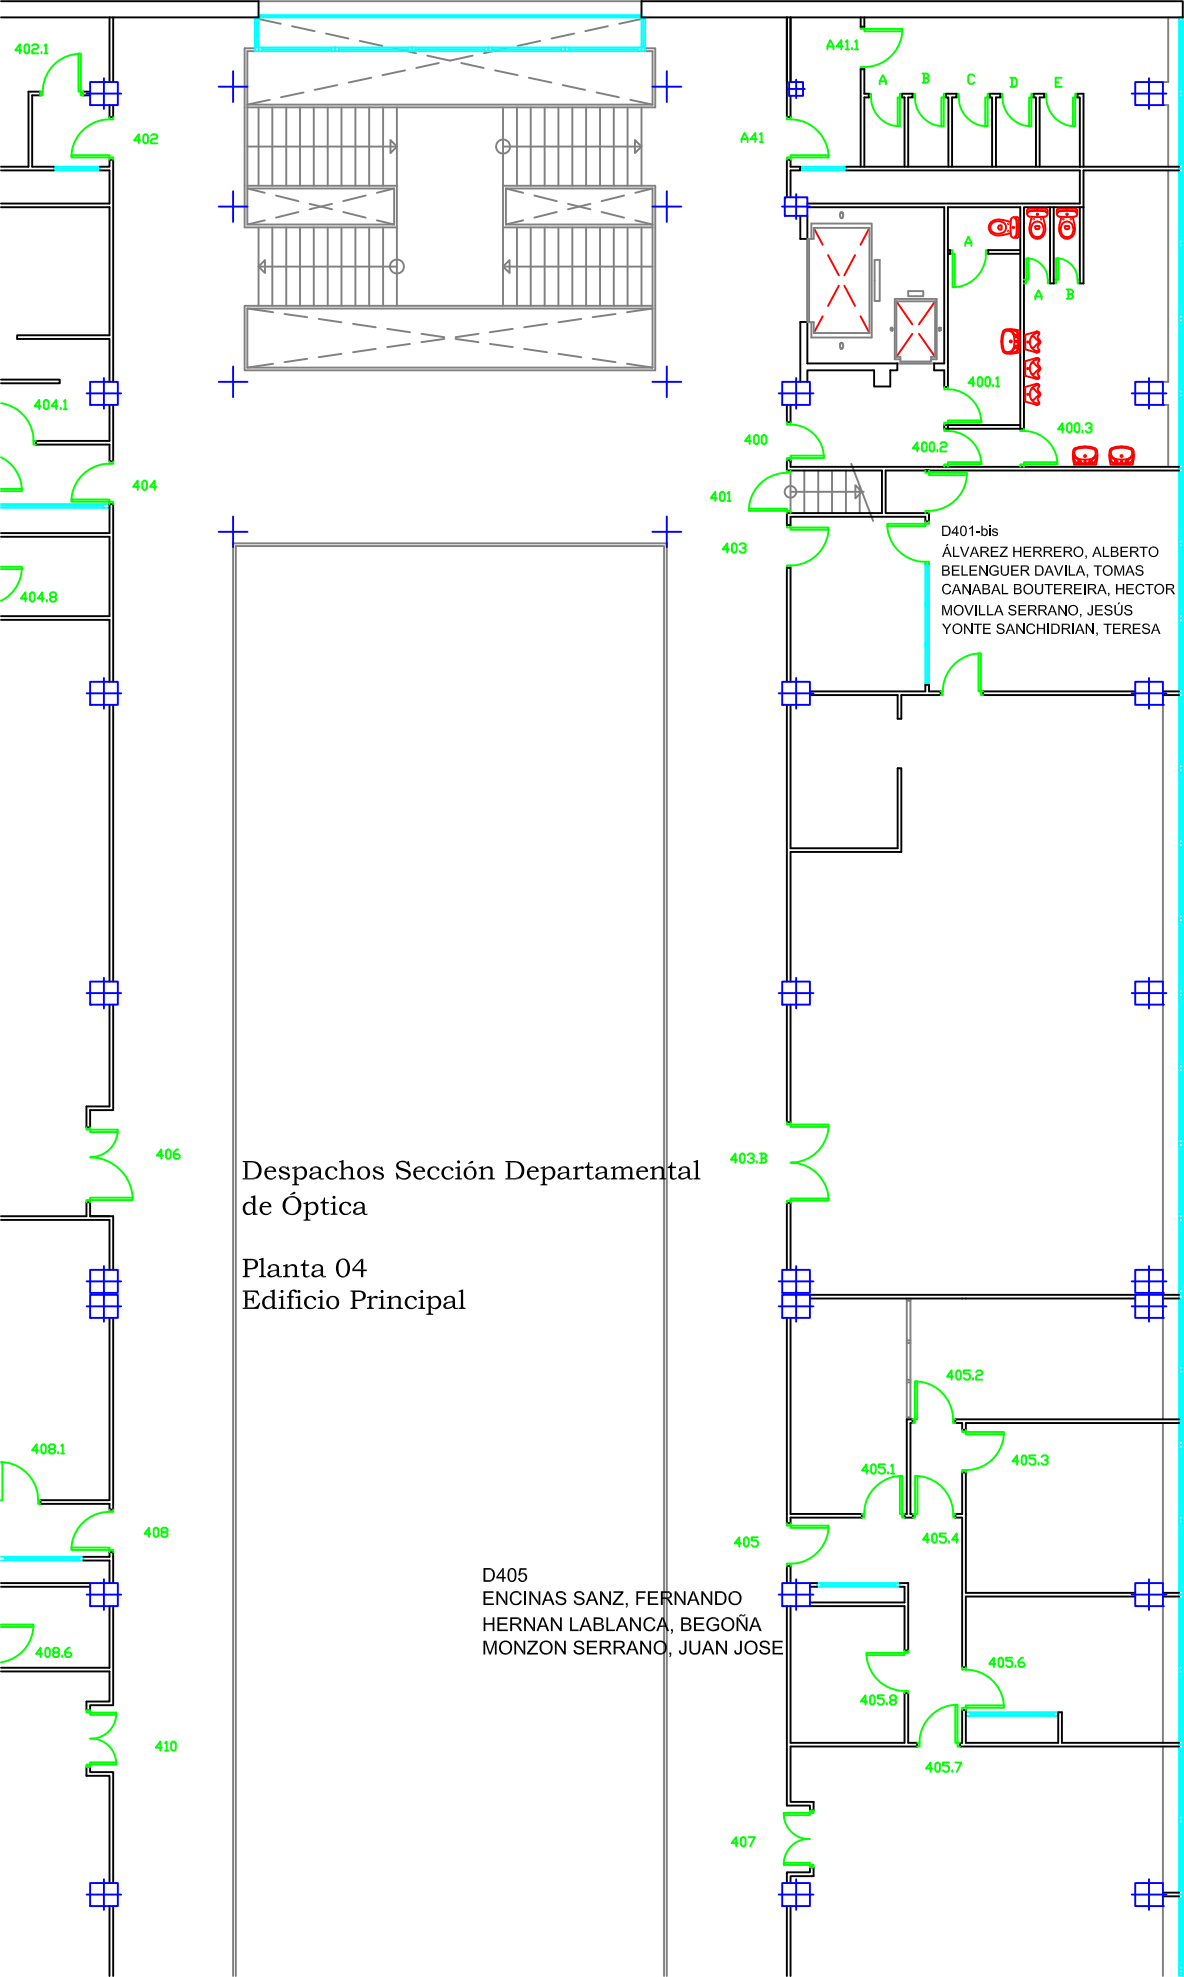 402.1
A41.1
A B C D E
402
A41
A
A B
400.1
404.1
400
400.2
400.3
404
401
403
D401-bis
ÁLVAREZ HERRERO, ALBERTO
BELENGUER DAVILA, TOMAS
CANABAL BOUTEREIRA, HECTOR
MOVILLA SERRANO, JESÚS
YONTE SANCHIDRIAN, TERESA
404.8
406
403.B
Despachos Sección Departamental
de Óptica
Planta 04
Edificio Principal
405.2
408.1
405.1
405.3
408
405
405.4
D405
ENCINAS SANZ, FERNANDO
HERNAN LABLANCA, BEGOÑA
MONZON SERRANO, JUAN JOSE
408.6
405.6
405.8
410
405.7
407